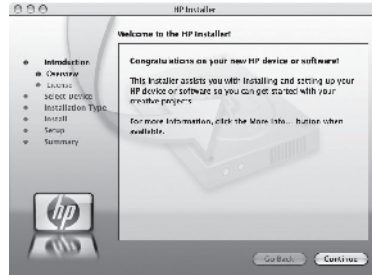 HP Installer
Welcome to the HP Installer!
Introduction
Overview
License
Select Device
Installation Type
Install
Setup
Summary
Congratulations on your new HP device or software!
This installer assists you with installing and setting up your
HP device or software so you can get started with your
creative projects.
For more information, click the More Info... button when
available.
hp
Go Back
Continue